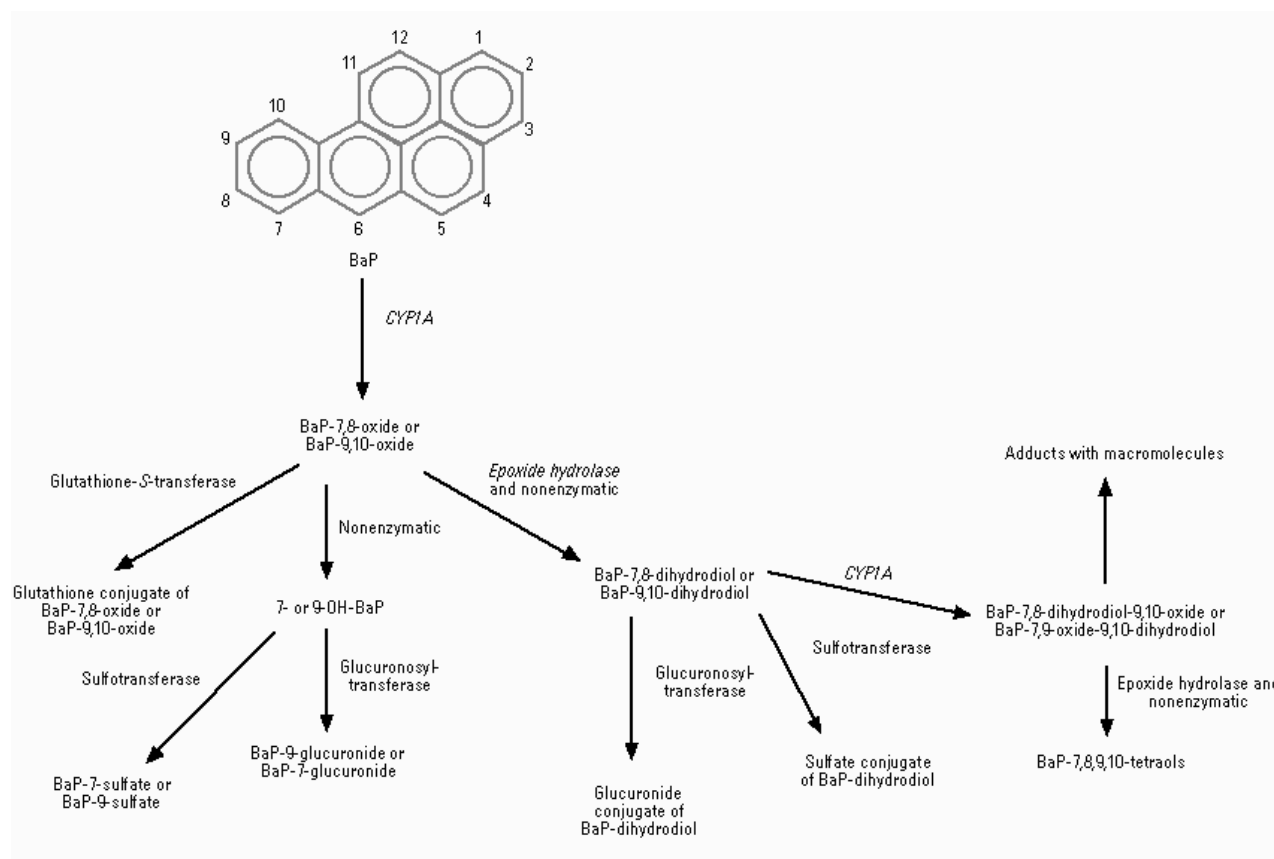 12
1
11
2
10
3
9
8
4
7
6
5
BaP
CYP1A
BaP-7,8-oxide or
BaP-9,10-oxide
Adducts with macromolecules
Glutathione-S-transferase
Epoxide hydrolase
and nonenzymatic
Nonenzymatic
Glutathione conjugate of
BaP-7,8-oxide or
BaP-9,10-oxide
7- or 9-OH-BaP
BaP-7,8-dihydrodiol or
BaP-9,10-dihydrodiol
CYP1A
BaP-7,8-dihydrodiol-9,10-oxide or
BaP-7,9-oxide-9,10-dihydrodiol
Sulfotransferase
Glucuronosyl-
transferase
Glucuronosyl-
transferase
Sulfotransferase
Epoxide hydrolase and
nonenzymatic
BaP-7-sulfate or
BaP-9-sulfate
BaP-9-glucuronide or
BaP-7-glucuronide
Glucuronide
conjugate of
BaP-dihydrodiol
Sulfate conjugate
of BaP-dihydrodiol
BaP-7,8,9,10-tetraols